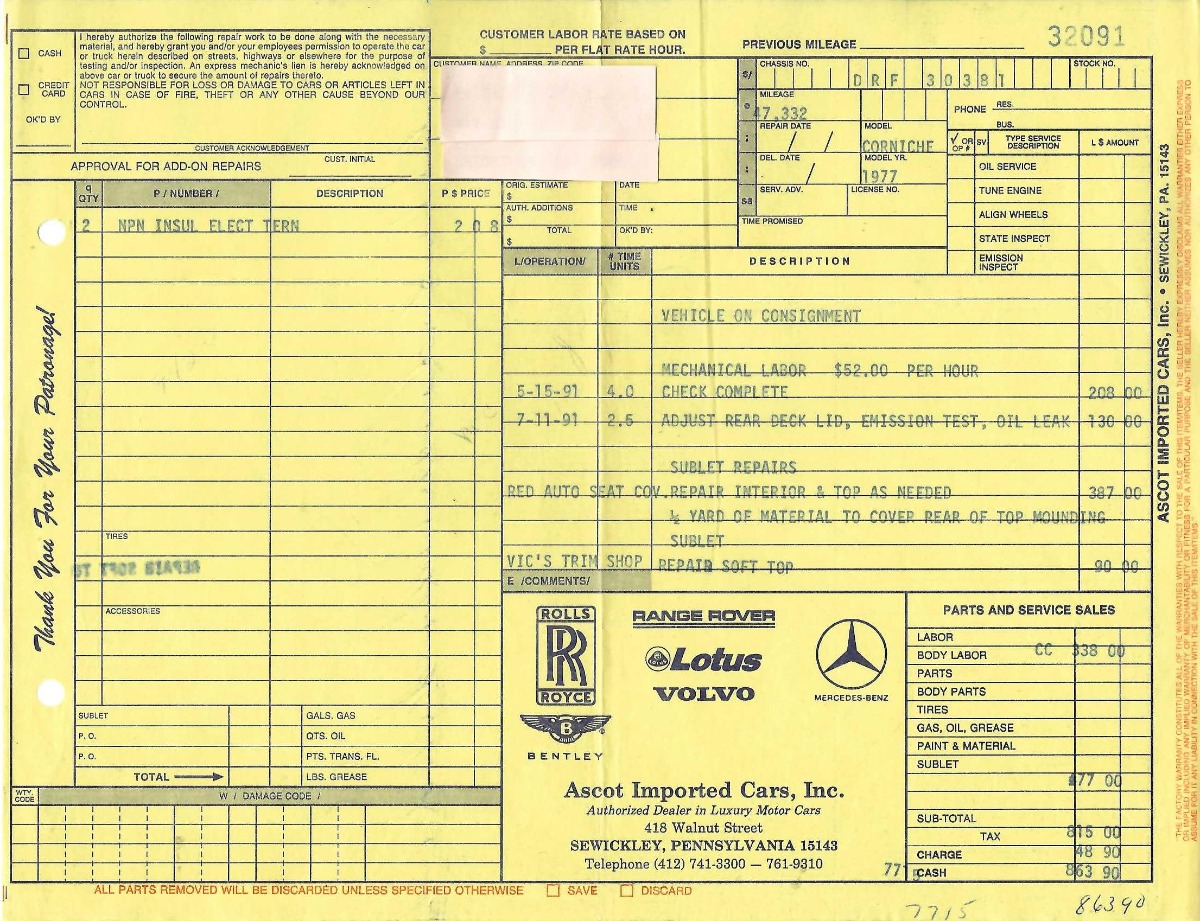 CASH
CREDIT CARD
OK'D BY
I hereby authorize the following repair work to be done along with the necessary
material, and hereby grant you and/or your employees permission to operate the car
or truck herein described on streets, highways or elsewhere for the purpose of
testing and/or inspection. An express mechanic's lien is hereby acknowledged on
above car or truck to secure the amount of repairs thereto.
NOT RESPONSIBLE FOR LOSS OR DAMAGE TO CARS OR ARTICLES LEFT IN
CARS IN CASE OF FIRE, THEFT OR ANY OTHER CAUSE BEYOND OUR
CONTROL.
CUSTOMER ACKNOWLEDGEMENT
APPROVAL FOR ADD-ON REPAIRS
CUST. INITIAL
CUSTOMER LABOR RATE BASED ON
$ PER FLAT RATE HOUR.
CUSTOMER NAME, ADDRESS, ZIP CODE
PREVIOUS MILEAGE
32091
S/
CHASSIS NO.
DRF 30381
STOCK NO.
MILEAGE
47,332
REPAIR DATE
/ /
MODEL
CORNICHE
DEL. DATE
/
MODEL YR.
1977
sa
SERV. ADV.
LICENSE NO.
TIME PROMISED
PHONE
RES.
BUS.
√ OR OP# SV TYPE SERVICE DESCRIPTION L $ AMOUNT
OIL SERVICE
TUNE ENGINE
ALIGN WHEELS
STATE INSPECT
EMISSION INSPECT
ORIG. ESTIMATE
$
DATE
AUTH. ADDITIONS
$
TIME
TOTAL
$
OK'D BY:
q QTY P / NUMBER / DESCRIPTION P $ PRICE
2 NPN INSUL ELECT TERN 2 08
TIRES
ACCESSORIES
SUBLET
P. O.
P. O.
TOTAL
GALS. GAS
QTS. OIL
PTS. TRANS. FL.
LBS. GREASE
WTY. CODE
W / DAMAGE CODE /
L/OPERATION/ # TIME UNITS DESCRIPTION
VEHICLE ON CONSIGNMENT
MECHANICAL LABOR $52.00 PER HOUR
5-15-91 4.0 CHECK COMPLETE 208 00
7-11-91 2.5 ADJUST REAR DECK LID, EMISSION TEST, OIL LEAK 130 00
SUBLET REPAIRS
RED AUTO SEAT COV. REPAIR INTERIOR & TOP AS NEEDED 387 00
½ YARD OF MATERIAL TO COVER REAR OF TOP MOUNDING
SUBLET
VIC'S TRIM SHOP REPAIR SOFT TOP 90 00
E /COMMENTS/
ROLLS
RR
ROYCE
RANGE ROVER
Lotus
VOLVO
MERCEDES-BENZ
B
BENTLEY
Ascot Imported Cars, Inc.
Authorized Dealer in Luxury Motor Cars
418 Walnut Street
SEWICKLEY, PENNSYLVANIA 15143
Telephone (412) 741-3300 — 761-9310
PARTS AND SERVICE SALES
LABOR
BODY LABOR CC 338 00
PARTS
BODY PARTS
TIRES
GAS, OIL, GREASE
PAINT & MATERIAL
SUBLET
477 00
SUB-TOTAL
TAX 815 00
CHARGE 48 90
CASH 863 90
7715
86390
ALL PARTS REMOVED WILL BE DISCARDED UNLESS SPECIFIED OTHERWISE SAVE DISCARD
Thank You For Your Patronage!
ASCOT IMPORTED CARS, Inc. • SEWICKLEY, PA. 15143